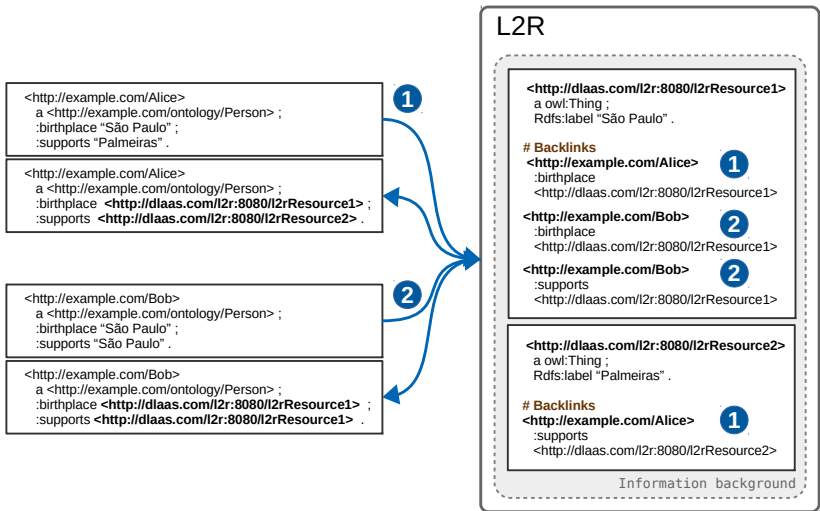 L2R
<http://example.com/Alice>
a <http://example.com/ontology/Person> ;
:birthplace “São Paulo” ;
:supports “Palmeiras” .
1
<http://example.com/Alice>
a <http://example.com/ontology/Person> ;
:birthplace <http://dlaas.com/l2r:8080/l2rResource1> ;
:supports <http://dlaas.com/l2r:8080/l2rResource2> .
<http://example.com/Bob>
a <http://example.com/ontology/Person> ;
:birthplace “São Paulo” ;
:supports “São Paulo” .
2
<http://example.com/Bob>
a <http://example.com/ontology/Person> ;
:birthplace <http://dlaas.com/l2r:8080/l2rResource1> ;
:supports <http://dlaas.com/l2r:8080/l2rResource1> .
<http://dlaas.com/l2r:8080/l2rResource1>
a owl:Thing ;
Rdfs:label “São Paulo” .
# Backlinks
<http://example.com/Alice> 1
:birthplace
<http://dlaas.com/l2r:8080/l2rResource1>
<http://example.com/Bob> 2
:birthplace
<http://dlaas.com/l2r:8080/l2rResource1>
<http://example.com/Bob> 2
:supports
<http://dlaas.com/l2r:8080/l2rResource1>
<http://dlaas.com/l2r:8080/l2rResource2>
a owl:Thing ;
Rdfs:label “Palmeiras” .
# Backlinks
<http://example.com/Alice> 1
:supports
<http://dlaas.com/l2r:8080/l2rResource2>
Information background